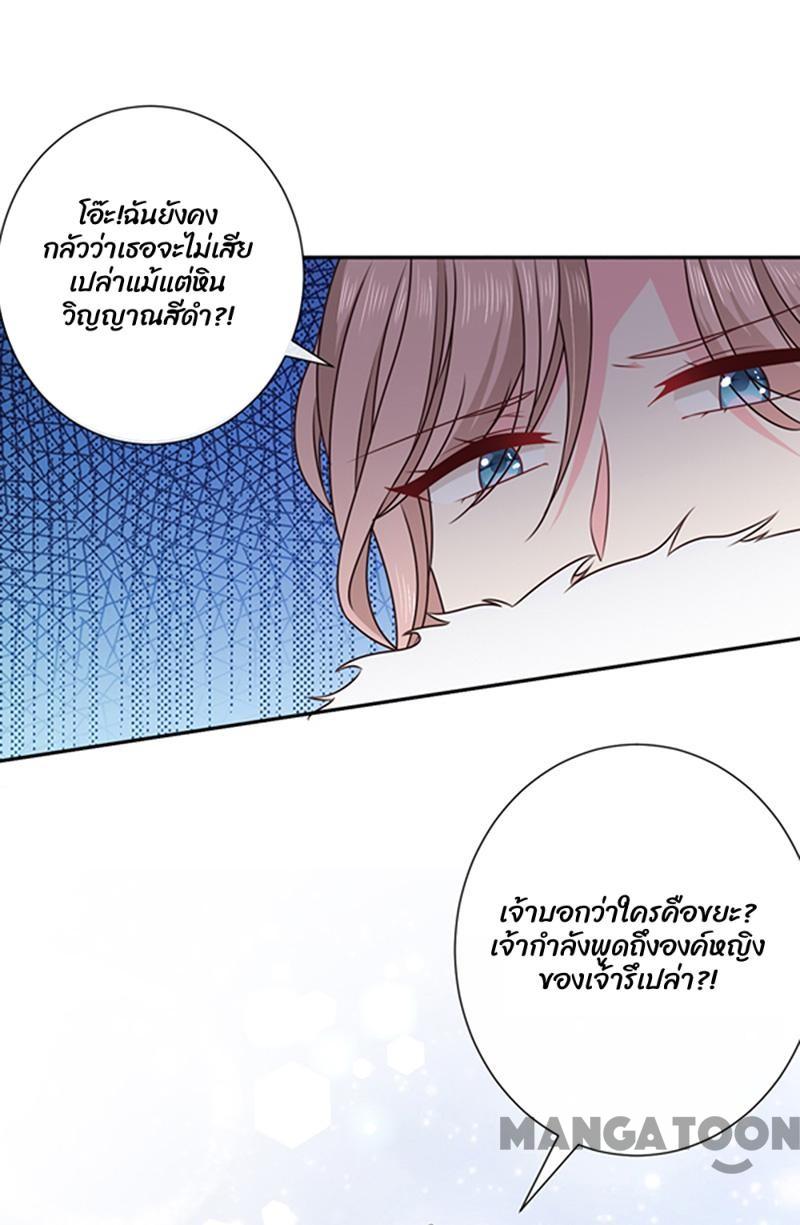 โอ๊ะ!ฉันยังคง
กลัวว่าเธอจะไม่เสีย
เปล่าแม้แต่หิน
วิญญาณสีดำ?!
เจ้าบอกว่าใครคือขยะ?
เจ้ากำลังพูดถึงองค์หญิง
ของเจ้ารึเปล่า?!
MANGATOON